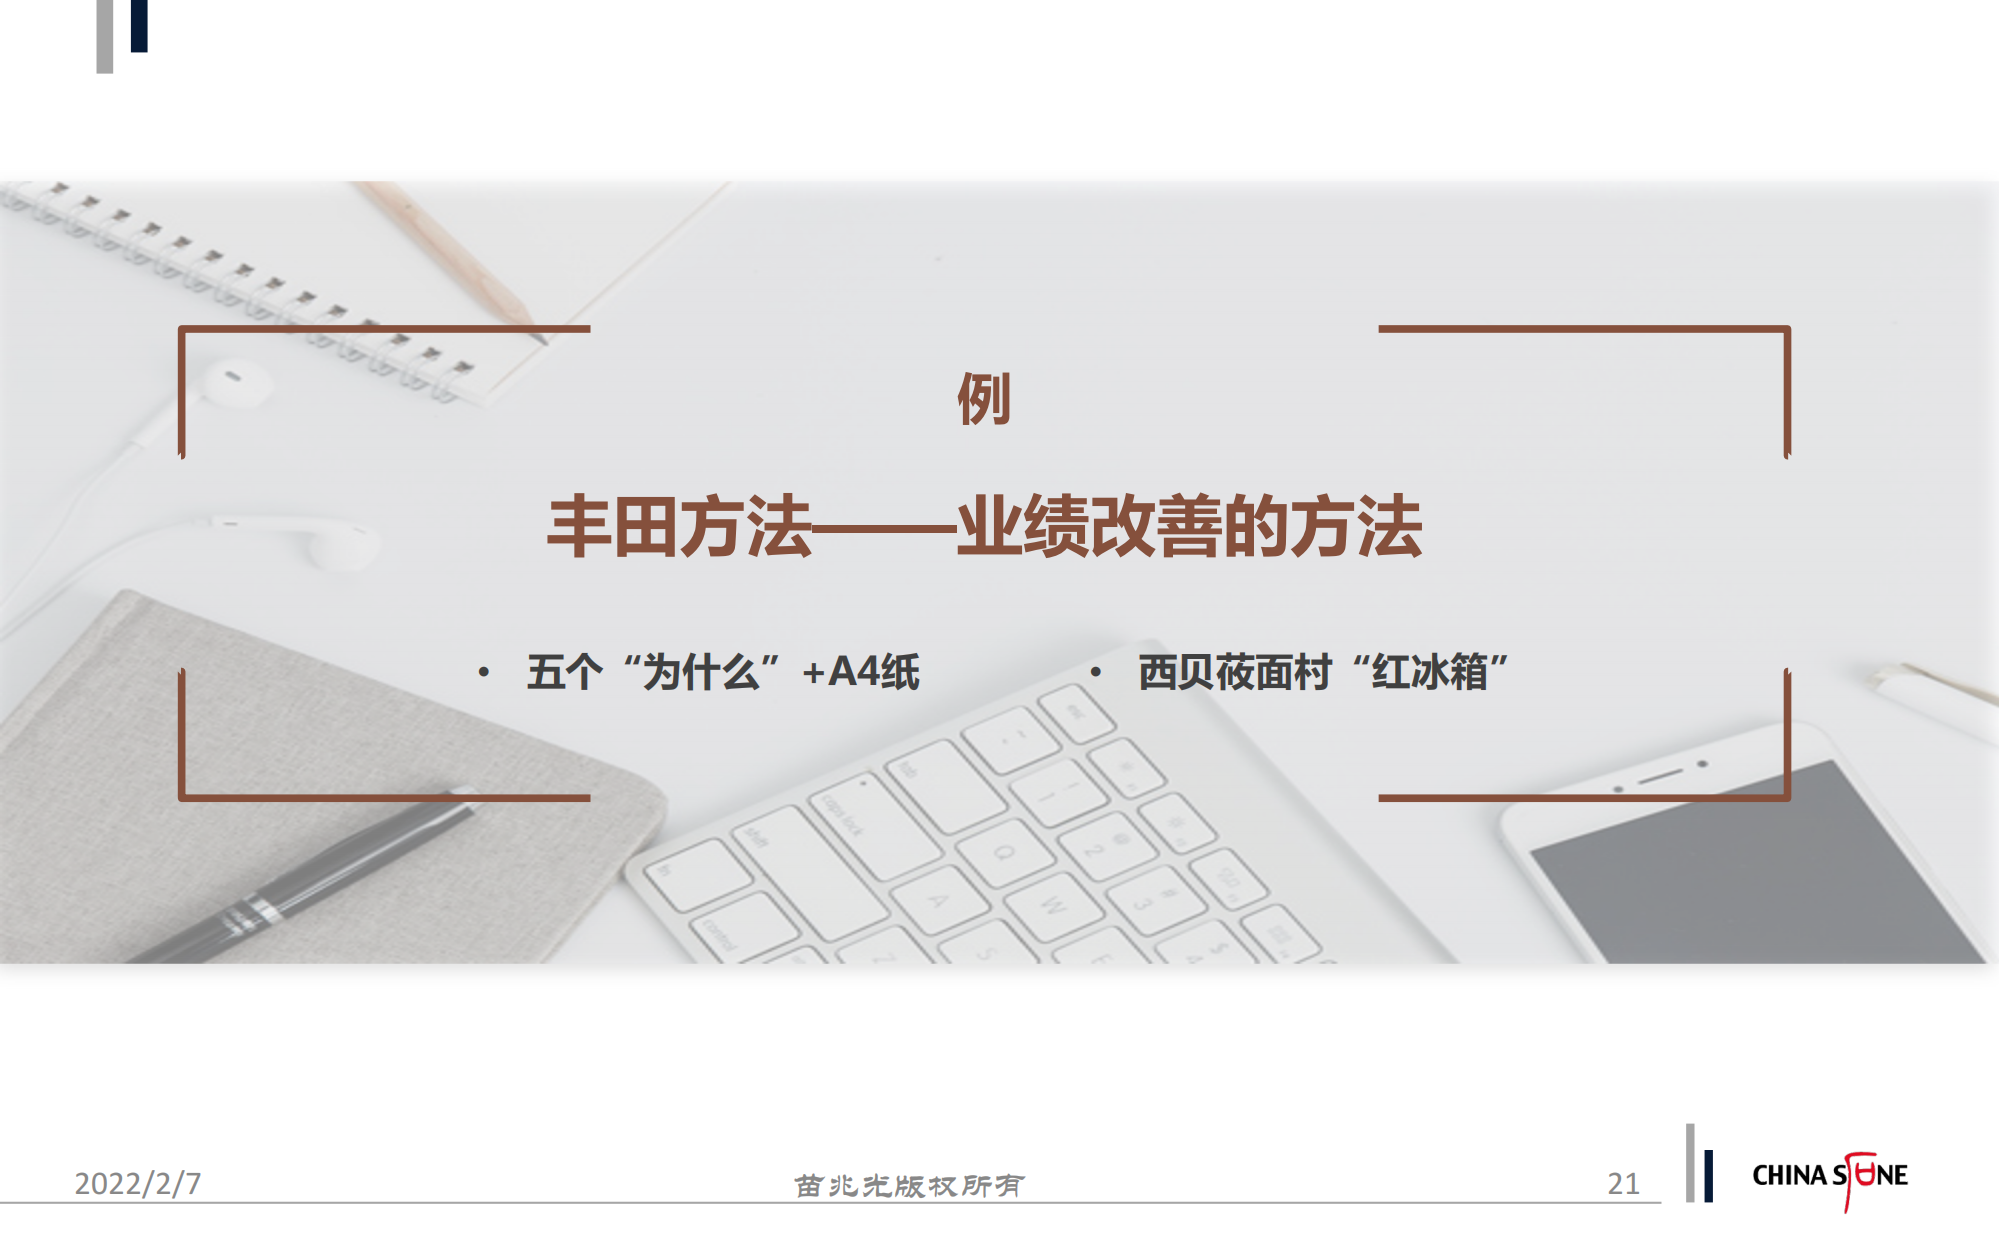 例
丰田方法——业绩改善的方法
• 五个“为什么”+A4纸
• 西贝莜面村“红冰箱”
2022/2/7
苗兆光版权所有
21
CHINA STONE